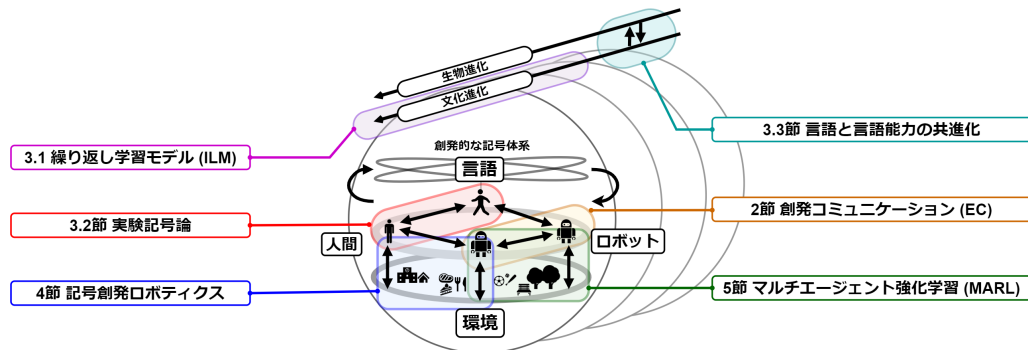 生物進化
文化進化
3.3節 言語と言語能力の共進化
3.1 繰り返し学習モデル (ILM)
創発的な記号体系
言語
3.2節 実験記号論
2節 創発コミュニケーション (EC)
人間
ロボット
4節 記号創発ロボティクス
5節 マルチエージェント強化学習 (MARL)
環境